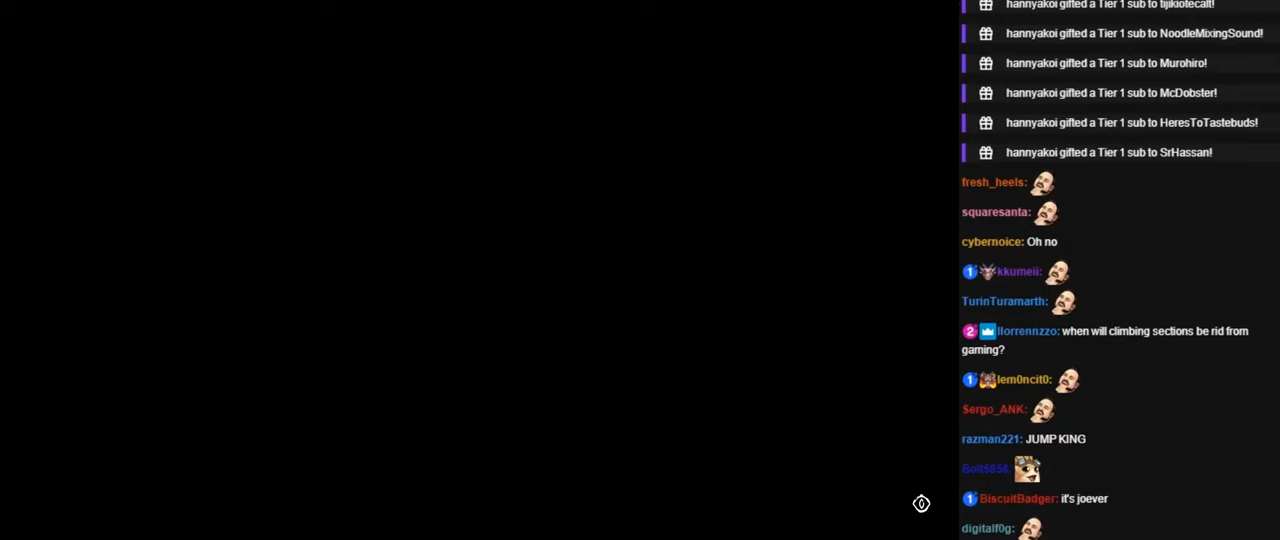 hannyakoi gifted a Tier 1 sub to tijikiotecalt!
hannyakoi gifted a Tier 1 sub to NoodleMixingSound!
hannyakoi gifted a Tier 1 sub to Murohiro!
hannyakoi gifted a Tier 1 sub to McDobster!
hannyakoi gifted a Tier 1 sub to HeresToTastebuds!
hannyakoi gifted a Tier 1 sub to SrHassan!
fresh_heels:
squaresanta:
cybernoice: Oh no
1 kkumeii:
TurinTuramarth:
2 llorrennzzo: when will climbing sections be rid from
gaming?
1 lem0ncit0:
Sergo_ANK:
razman221: JUMP KING
Bolt5858:
1 BiscuitBadger: it's joever
digitalf0g: